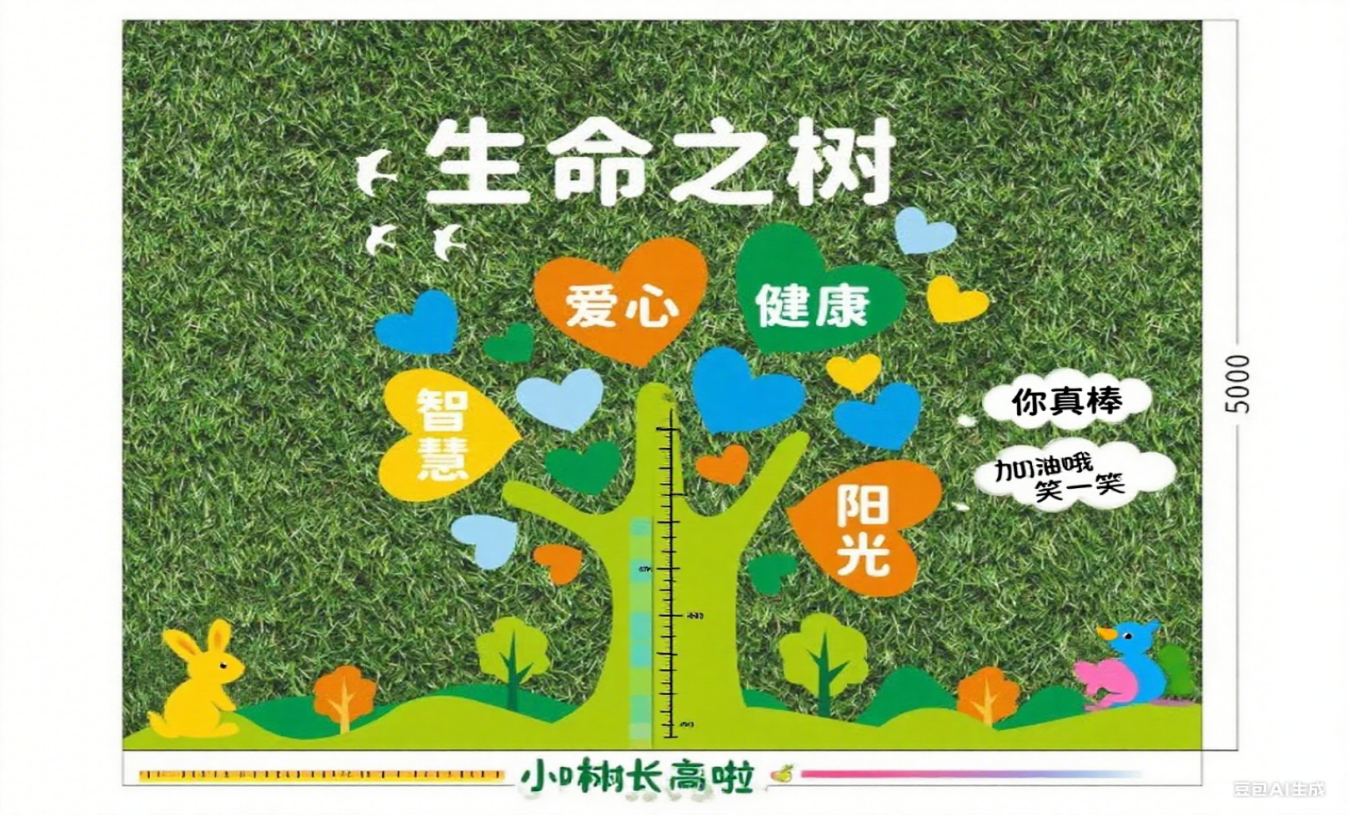 生命之树
爱心
健康
智慧
阳光
你真棒
加油哦
笑一笑
5000
小树长高啦
豆包AI生成